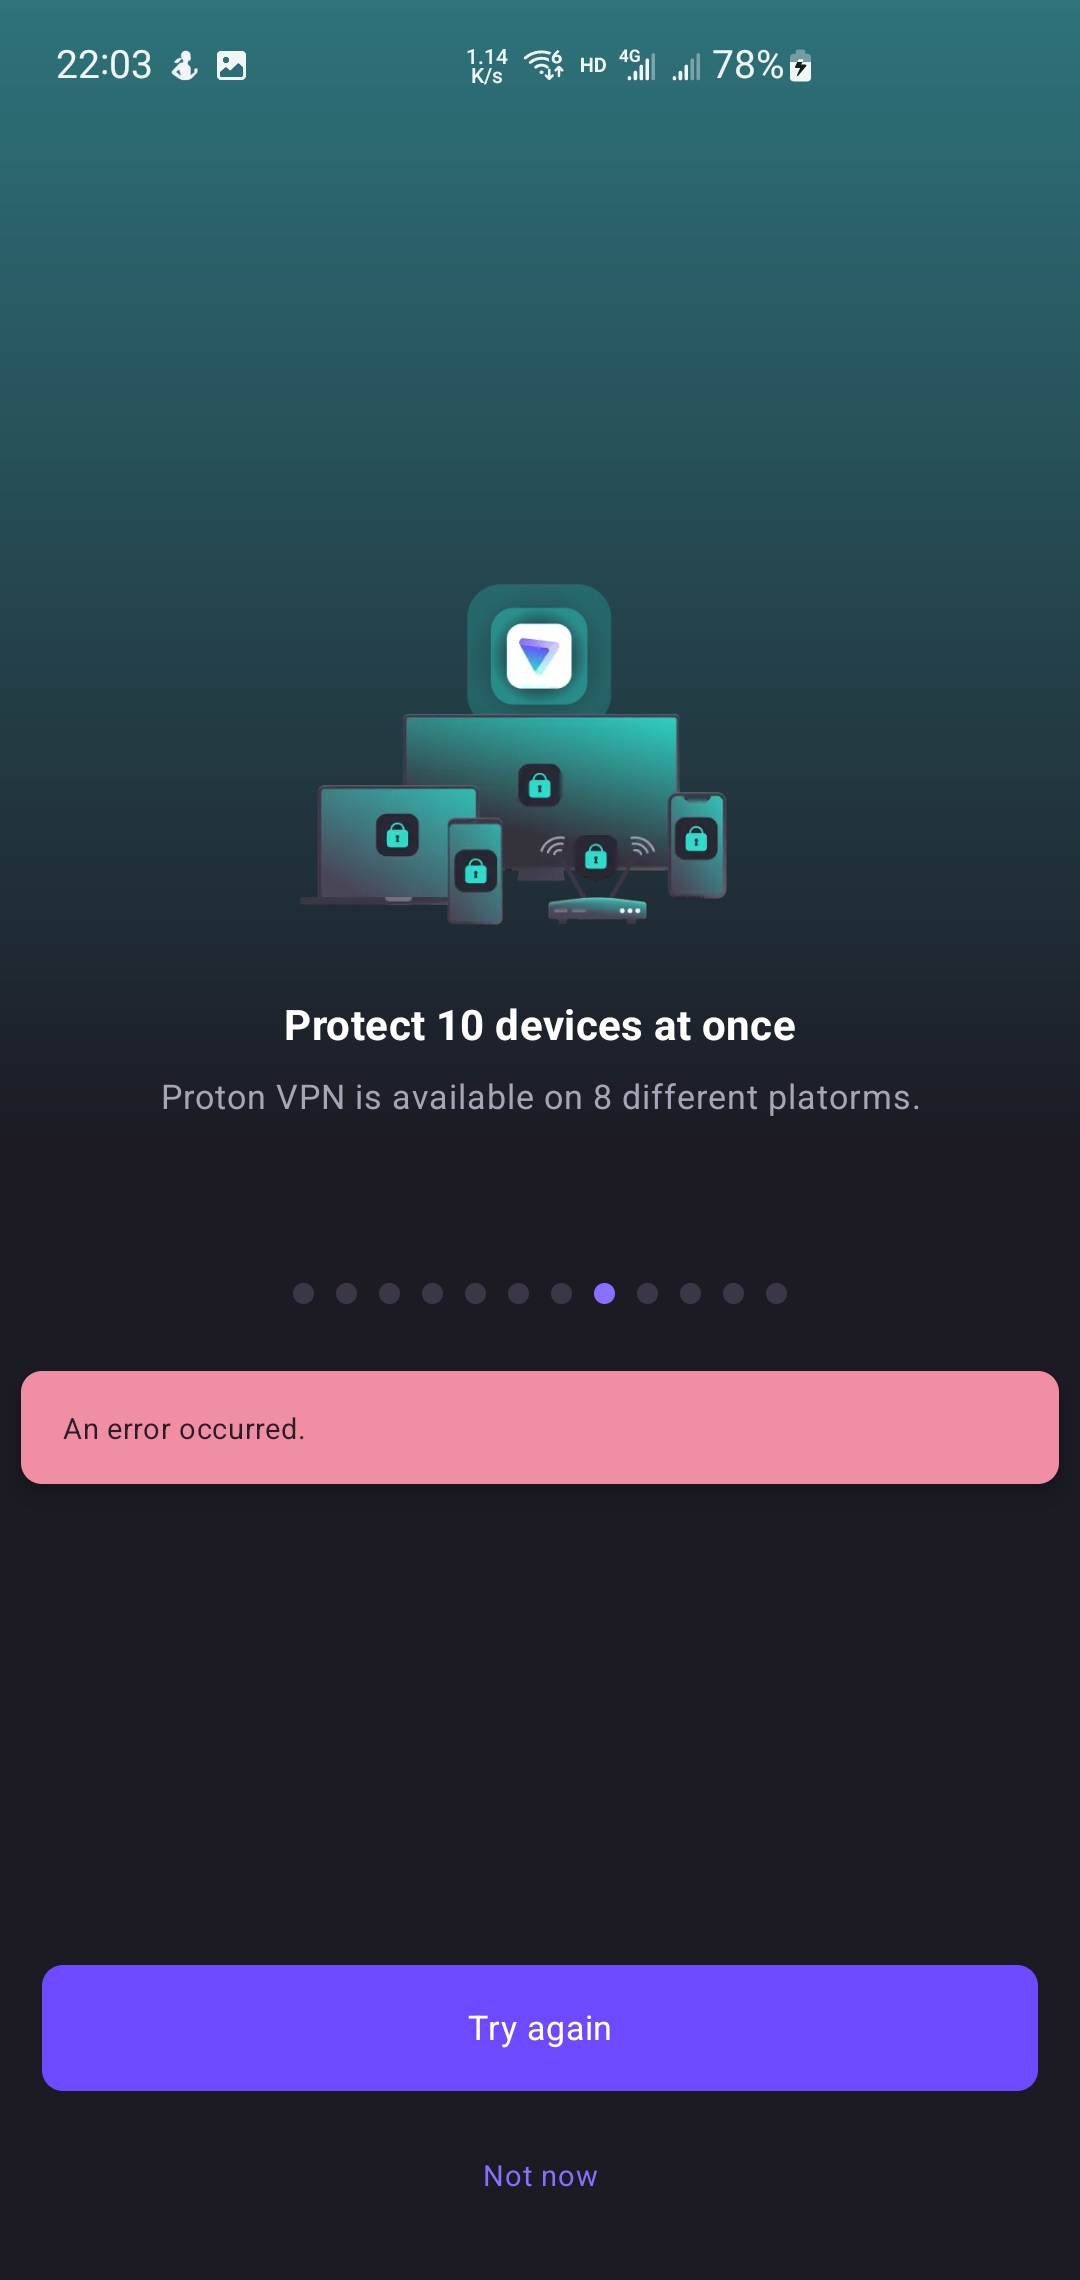 22:03
1.14 K/s
6
HD
4G
78%
Protect 10 devices at once
Proton VPN is available on 8 different platorms.
An error occurred.
Try again
Not now